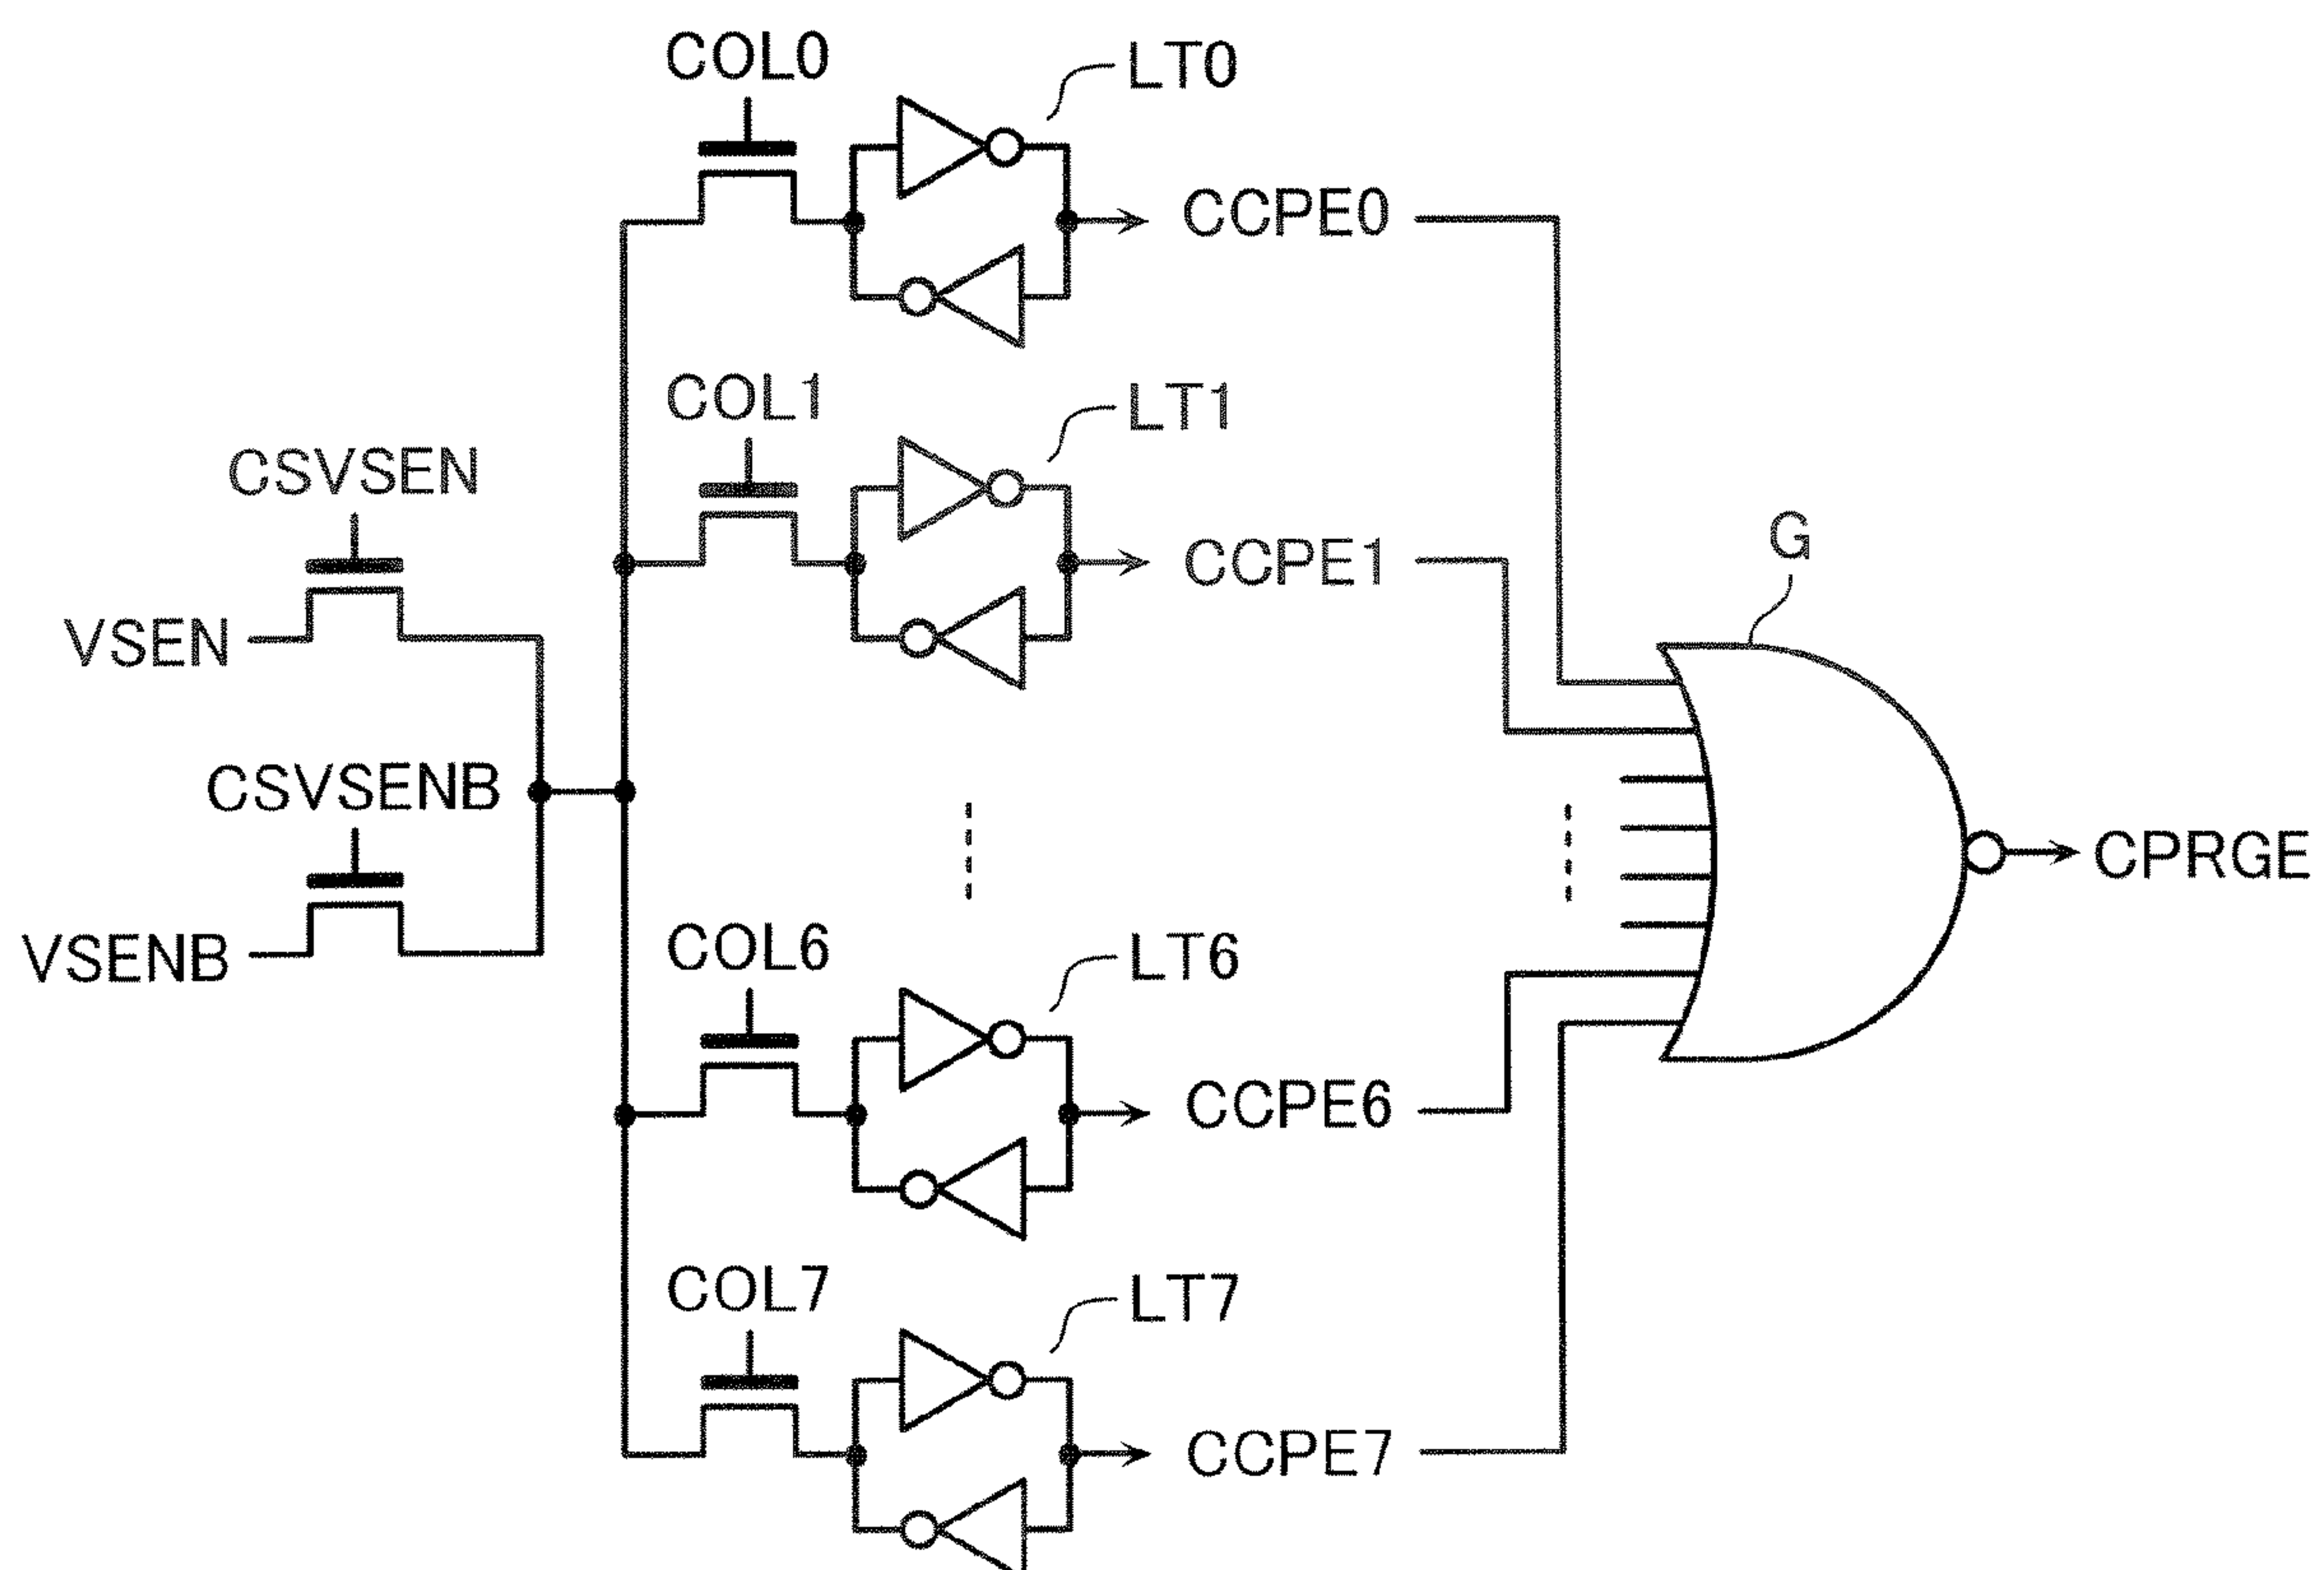 COL0
LT0
CCPE0
COL1
LT1
CSVSEN
CCPE1
G
VSEN
CSVSENB
CPRGE
COL6
LT6
VSENB
CCPE6
COL7
LT7
CCPE7